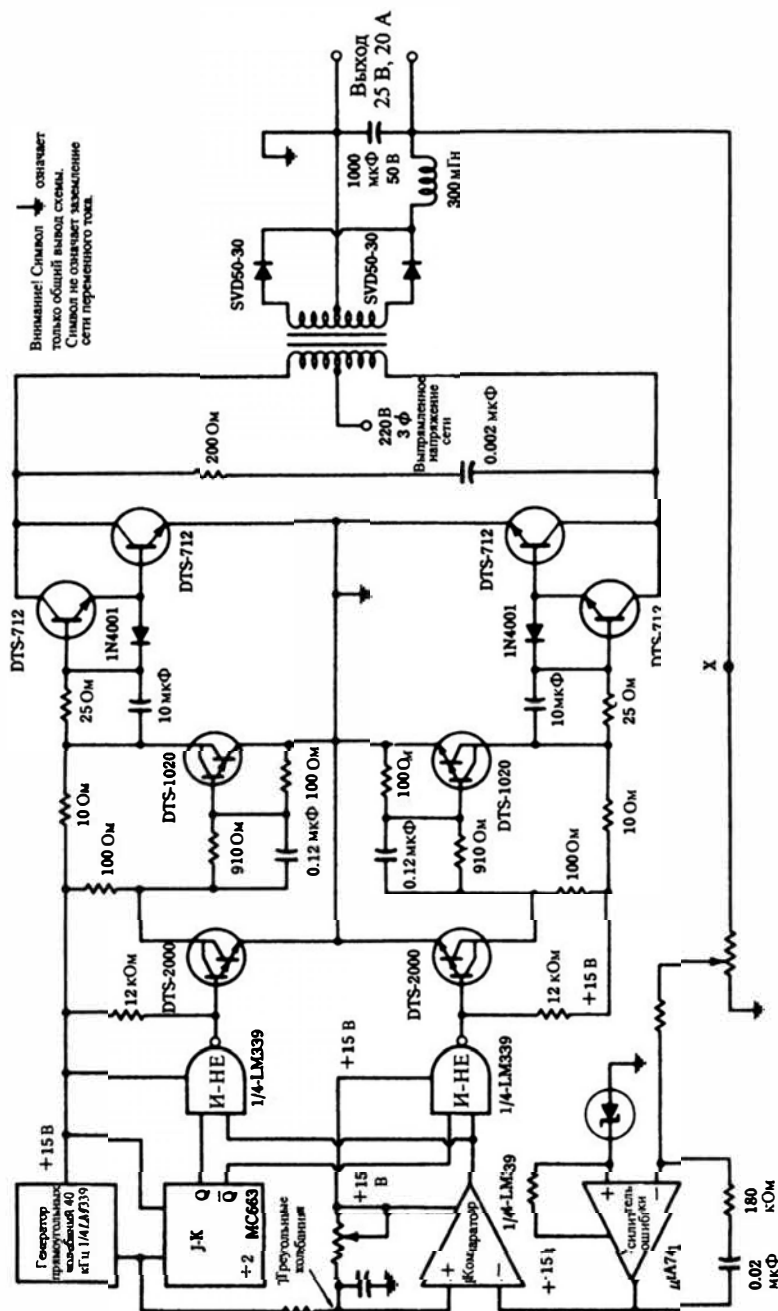 Внимание! Символ означает
только общий вывод схемы.
Символ не означает заземление
сети переменного тока.
Генератор
прямоугольных
колебаний 40
кГц 1/4 LM339
+15 В
J-K
Q
Q̅
÷2
MC663
12 кОм
И-НЕ
1/4-LM339
DTS-2000
100 Ом
10 Ом
910 Ом
0.12 мкФ
100 Ом
DTS-1020
25 Ом
10 мкФ
1N4001
DTS-712
DTS-712
200 Ом
0.002 мкФ
220 В
3 ф
Выпрямленное
напряжение
сети
SVD50-30
SVD50-30
1000
мкФ
50 В
300 мГн
Выход
25 В, 20 А
Треугольные
колебания
+15
В
+15 В
Компаратор
+
−
1/4-LM339
И-НЕ
1/4-LM339
DTS-2000
12 кОм
+15 В
100 Ом
0.12 мкФ
910 Ом
100 Ом
DTS-1020
10 Ом
10 мкФ
25 Ом
1N4001
DTS-712
DTS-712
X
+15
+
−
Усилитель
ошибки
μA741
180
кОм
0.02
мкФ